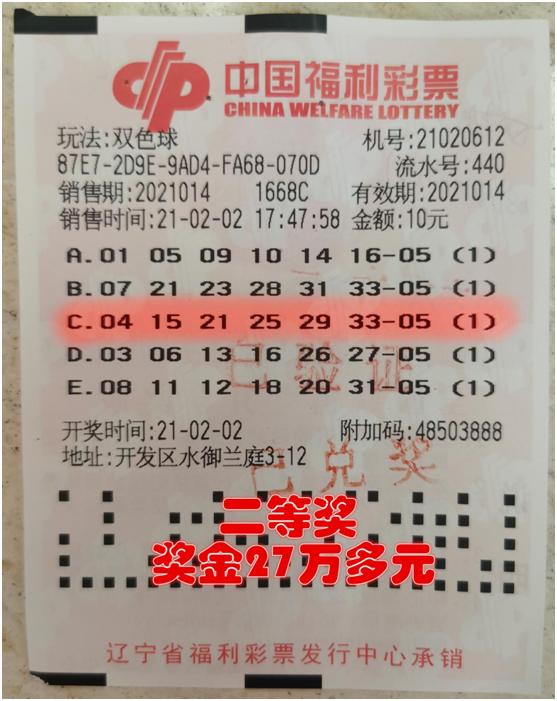 中国福利彩票
CHINA WELFARE LOTTERY
玩法:双色球 机号:21020612
87E7-2D9E-9AD4-FA68-070D 流水号:440
销售期:2021014 1668C 有效期:2021014
销售时间:21-02-02 17:47:58 金额:10元
A.01 05 09 10 14 16-05 (1)
B.07 21 23 28 31 33-05 (1)
C.04 15 21 25 29 33-05 (1)
D.03 06 13 16 26 27-05 (1)
已验证
E.08 11 12 18 20 31-05 (1)
开奖时间:21-02-02 附加码:48503888
地址:开发区水御兰庭3-12
已兑奖
二等奖
奖金27万多元
辽宁省福利彩票发行中心承销